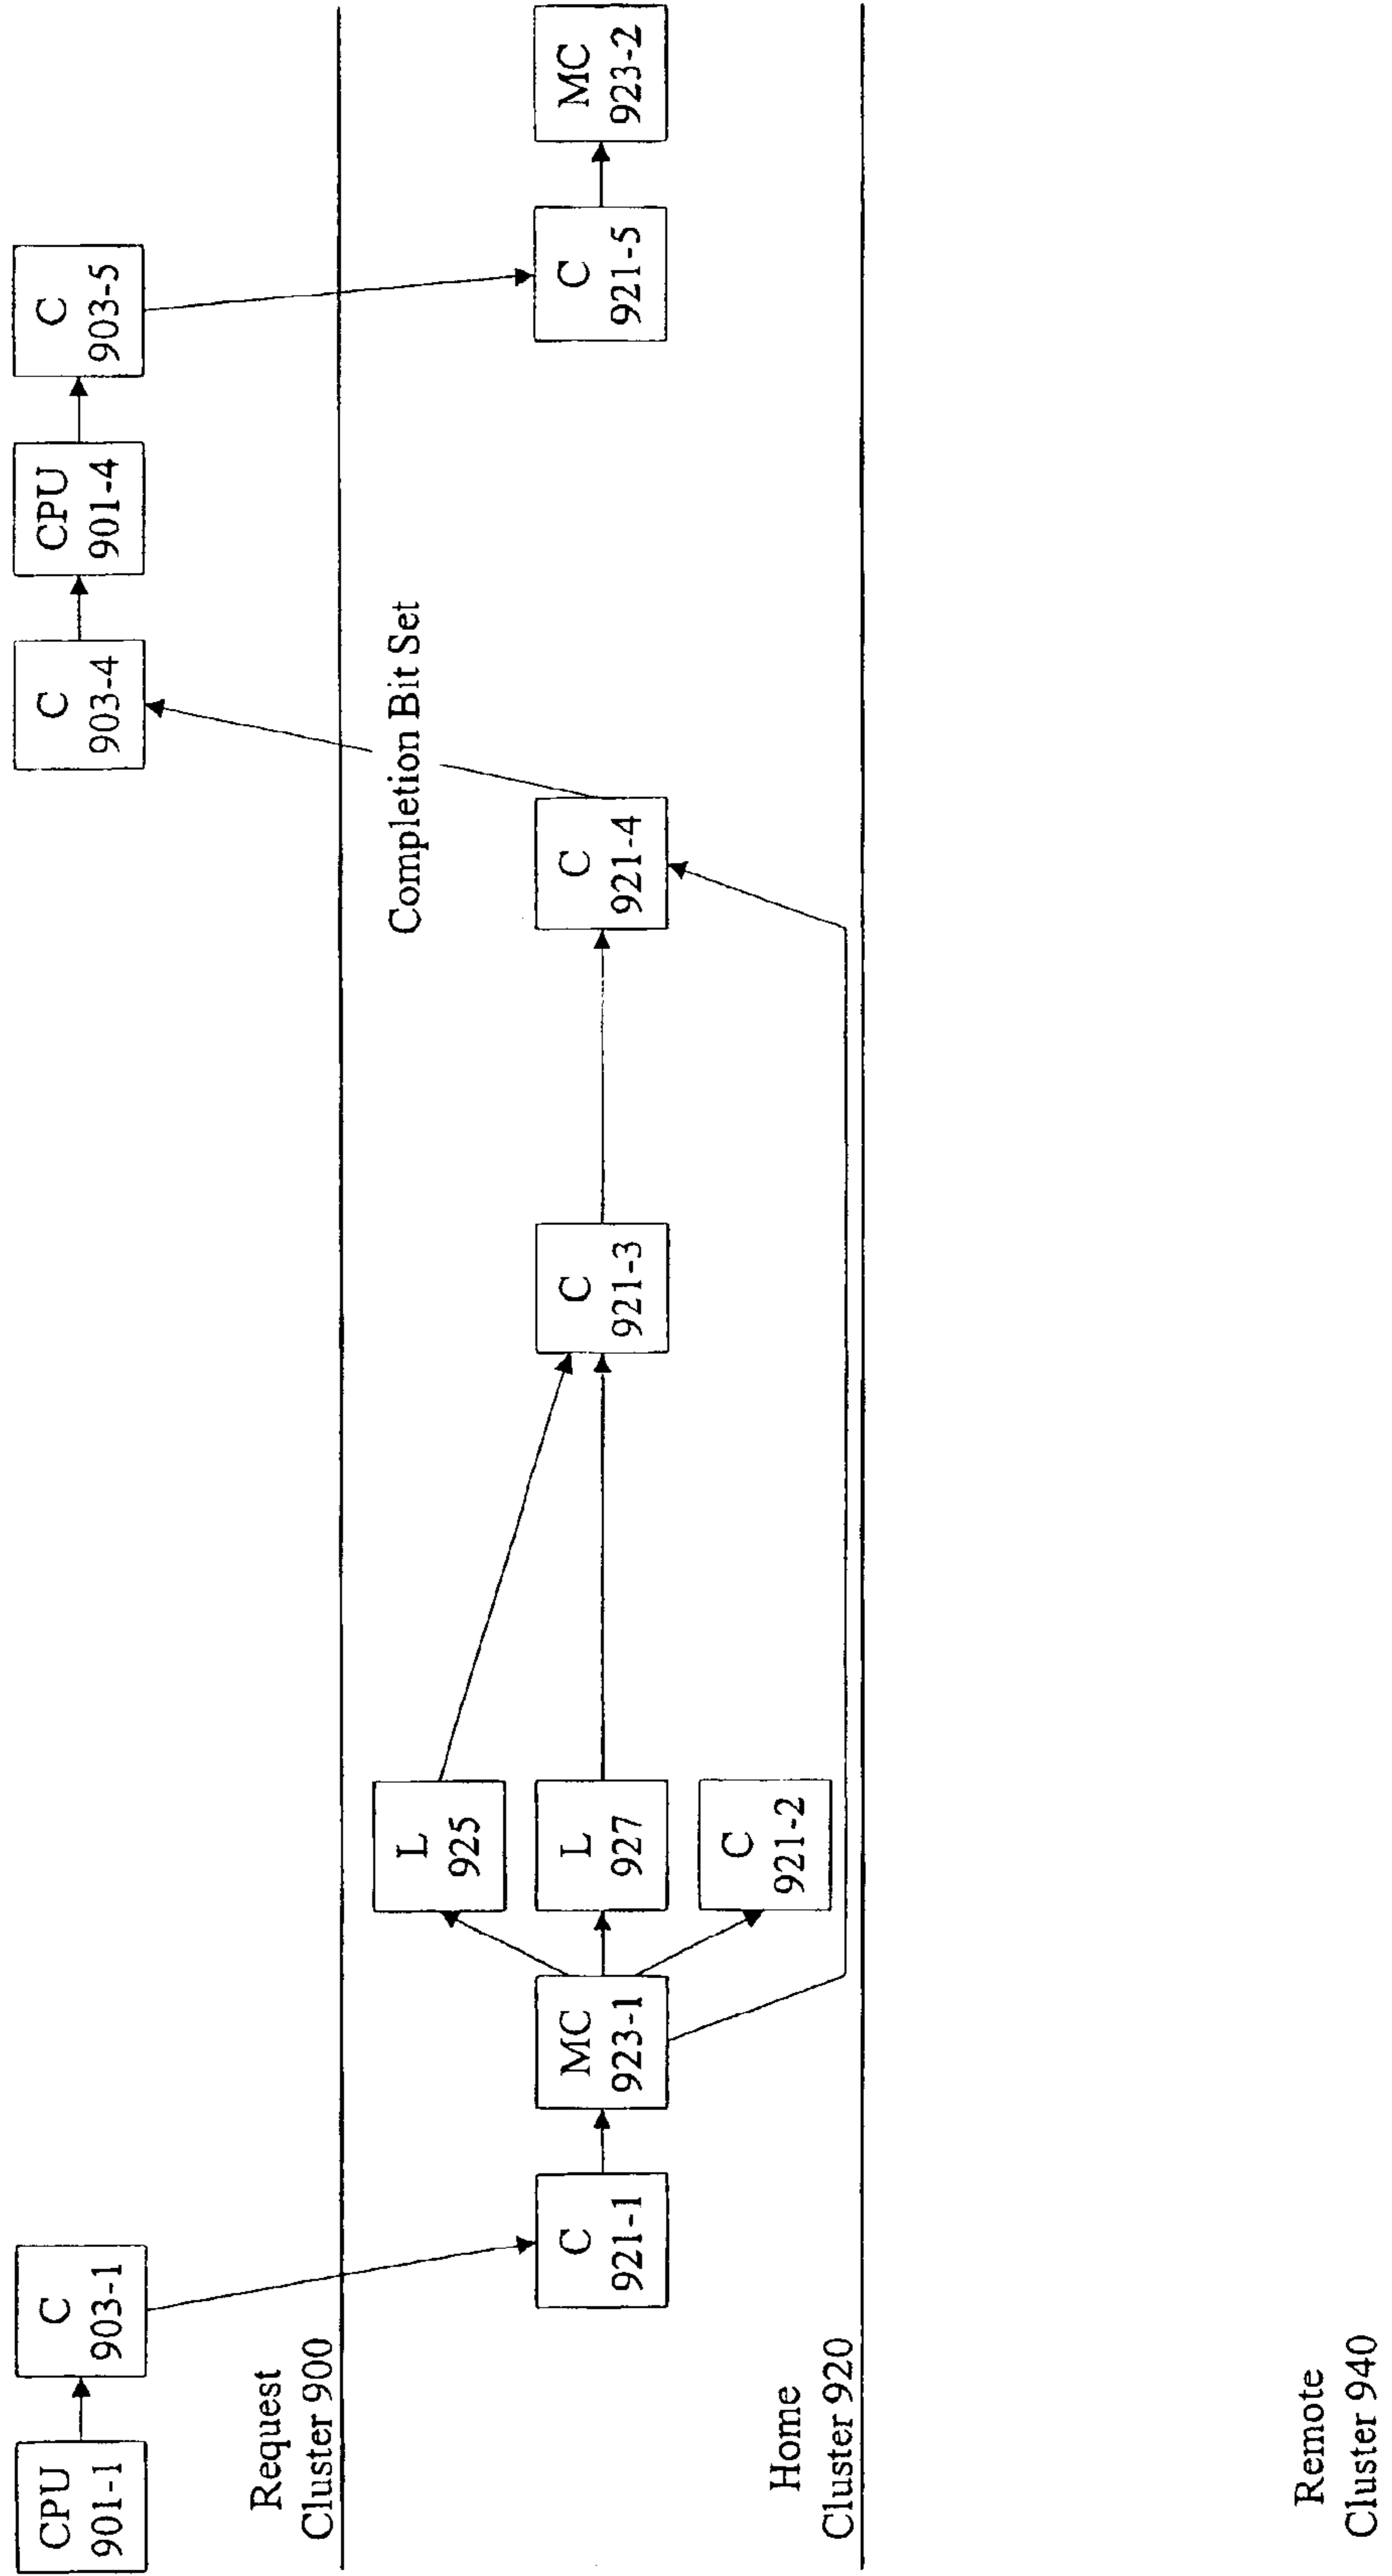 CPU
901-1
C
903-1
C
903-4
CPU
901-4
C
903-5
Request
Cluster 900
Completion Bit Set
L
925
C
921-1
MC
923-1
L
927
C
921-3
C
921-4
C
921-5
MC
923-2
C
921-2
Home
Cluster 920
Remote
Cluster 940